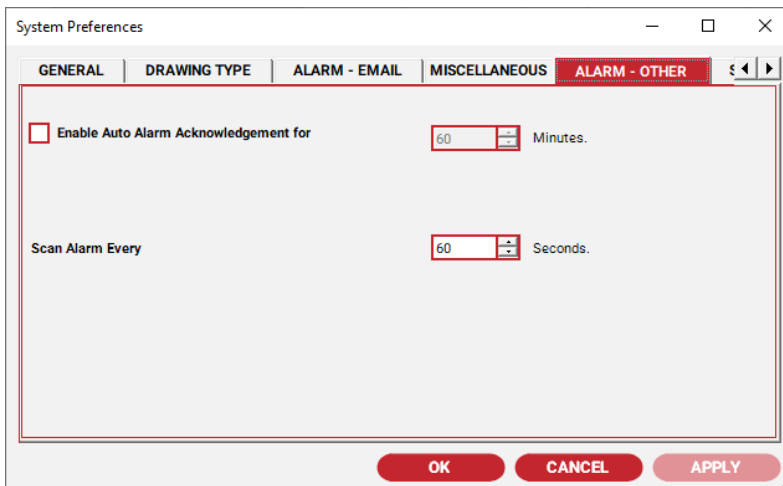 System Preferences
GENERAL DRAWING TYPE ALARM - EMAIL MISCELLANEOUS ALARM - OTHER
Enable Auto Alarm Acknowledgement for 60 Minutes.
Scan Alarm Every 60 Seconds.
OK CANCEL APPLY